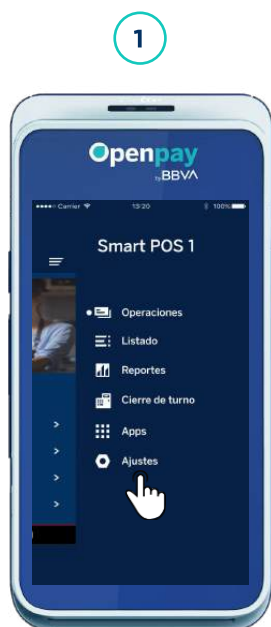 1
Openpay
by BBVA
Carrier 13:20 100%
Smart POS 1
Operaciones
Listado
Reportes
Cierre de turno
Apps
Ajustes